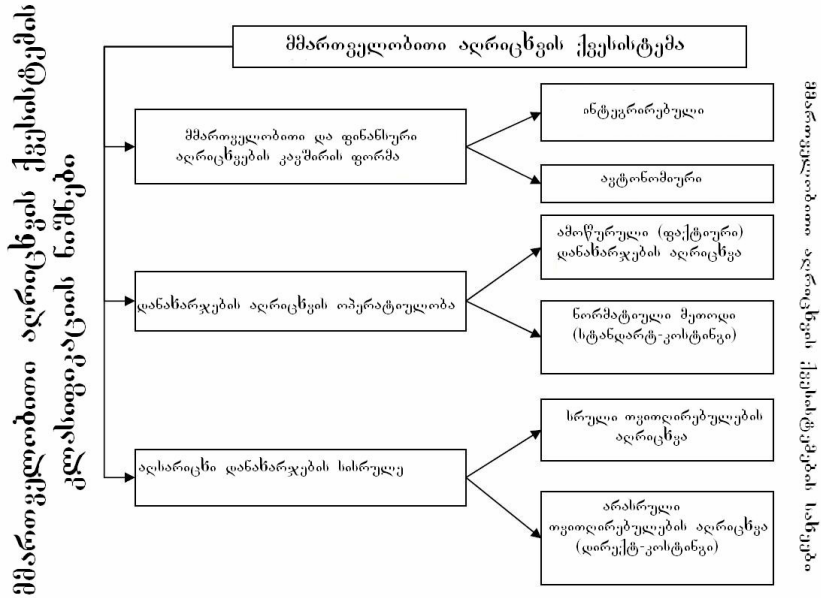 მმართველობითი აღრიცხვის ქვესისტემის
კლასიფიკაციის ნიშნები
მმართველობითი აღრიცხვის ქვესისტემა
მმართველობითი და ფინანსური
აღრიცხვების კავშირის ფორმა
ინტეგრირებული
ავტონომიური
დანახარჯების აღრიცხვის ოპერატიულობა
ამოწურული (ფაქტიური)
დანახარჯების აღრიცხვა
ნორმატიული მეთოდი
(სტანდარტ-კოსტინგი)
აღსარიცხი დანახარჯების სისრულე
სრული თვითღირებულების
აღრიცხვა
არასრული
თვითღირებულების აღრიცხვა
(დირექტ-კოსტინგი)
მმართველობითი აღრიცხვის ქვესისტემების სახეები